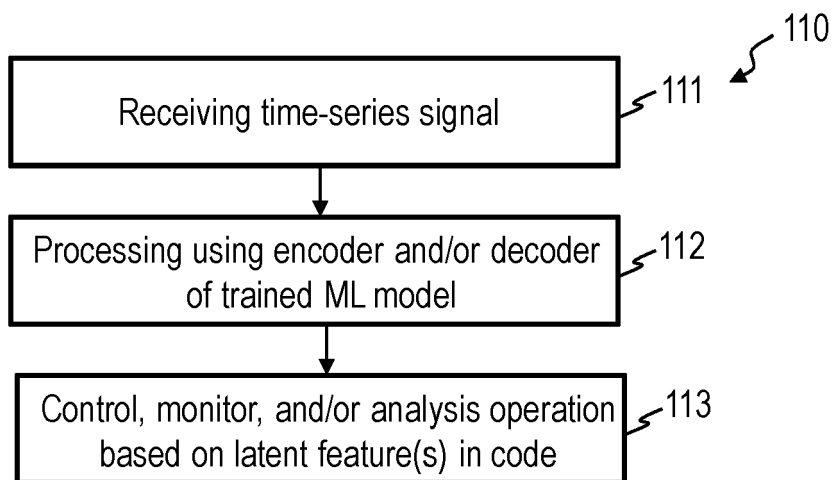 110
Receiving time-series signal
111
Processing using encoder and/or decoder
of trained ML model
112
Control, monitor, and/or analysis operation
based on latent feature(s) in code
113